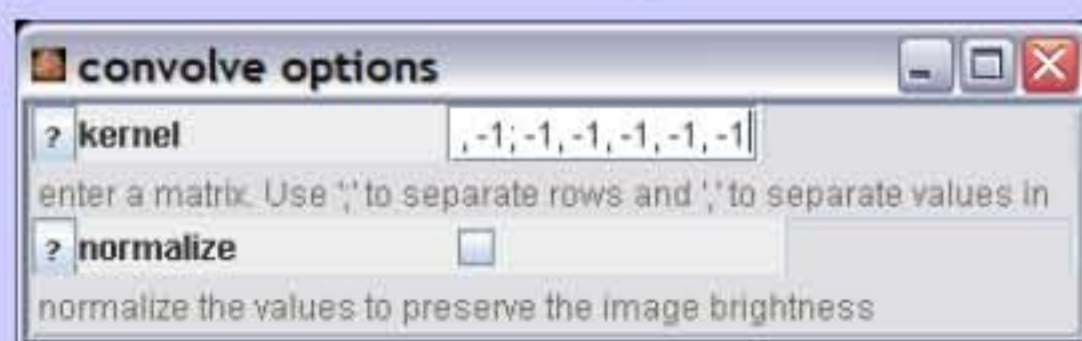 convolve options
? kernel , -1; -1, -1, -1, -1, -1
enter a matrix. Use ';' to separate rows and ',' to separate values in
? normalize
normalize the values to preserve the image brightness